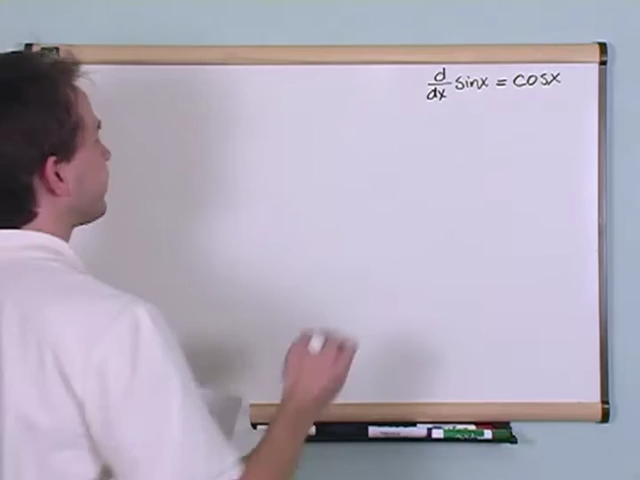 d/dx sinx = cosx